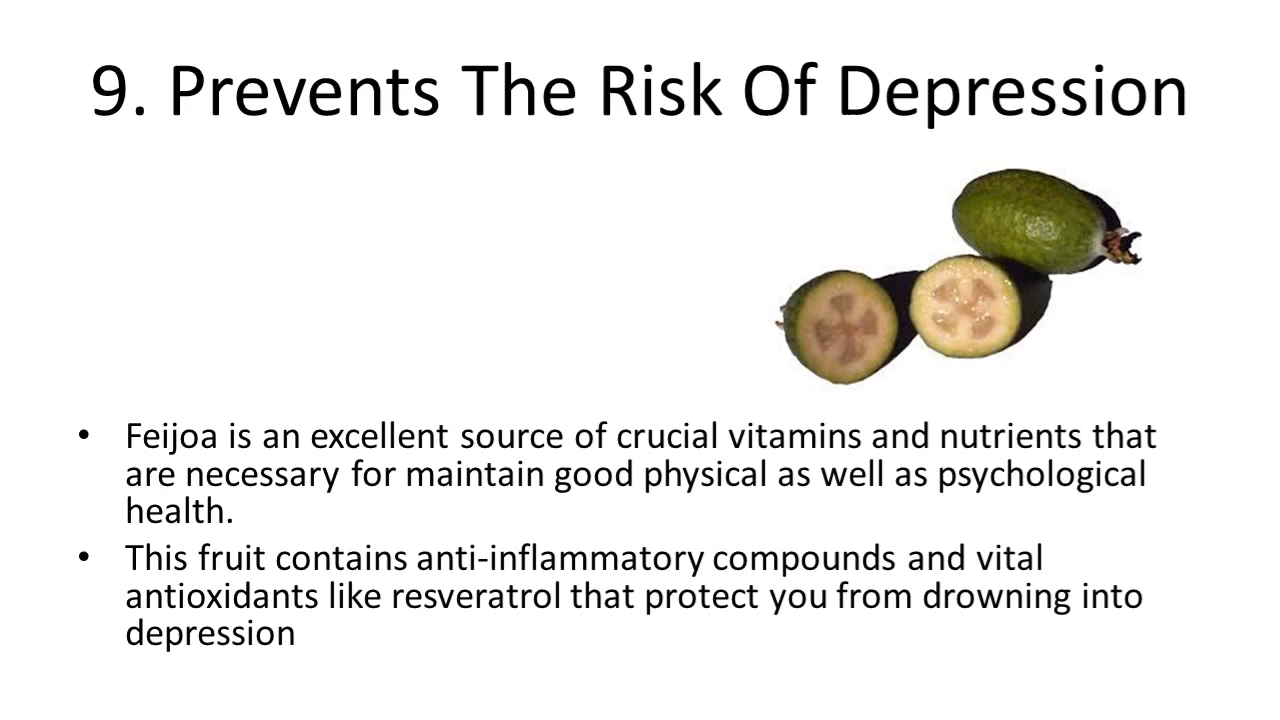 9. Prevents The Risk Of Depression
• Feijoa is an excellent source of crucial vitamins and nutrients that
are necessary for maintain good physical as well as psychological
health.
• This fruit contains anti-inflammatory compounds and vital
antioxidants like resveratrol that protect you from drowning into
depression